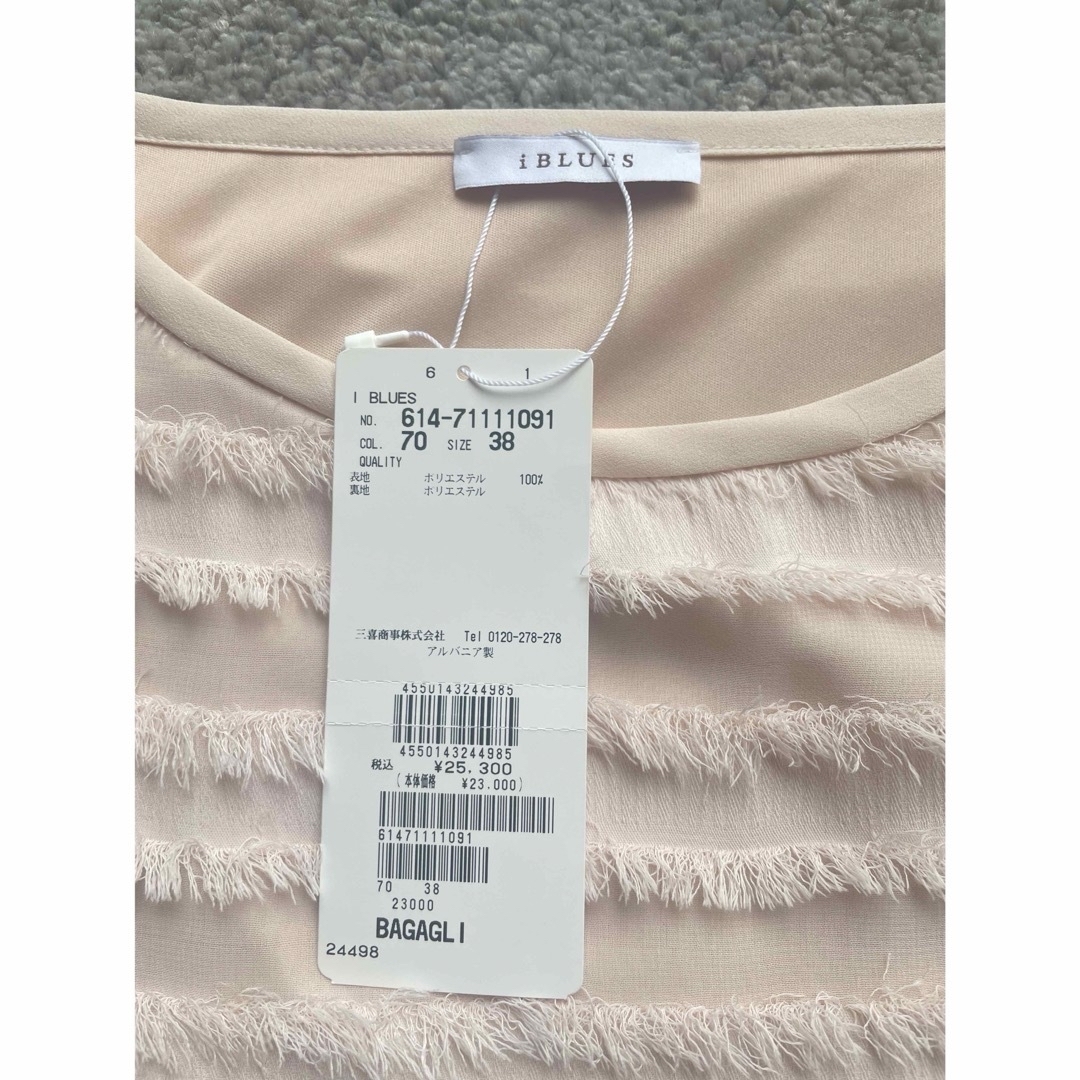 i BLUES
6 1
I BLUES
NO. 614-71111091
COL. 70 SIZE 38
QUALITY
表地 ポリエステル 100%
裏地 ポリエステル
三喜商事株式会社 Tel 0120-278-278
アルバニア製
4550143244985
4550143244985
税込 ¥25,300
(本体価格 ¥23,000)
61471111091
70 38
23000
BAGAGLI
24498